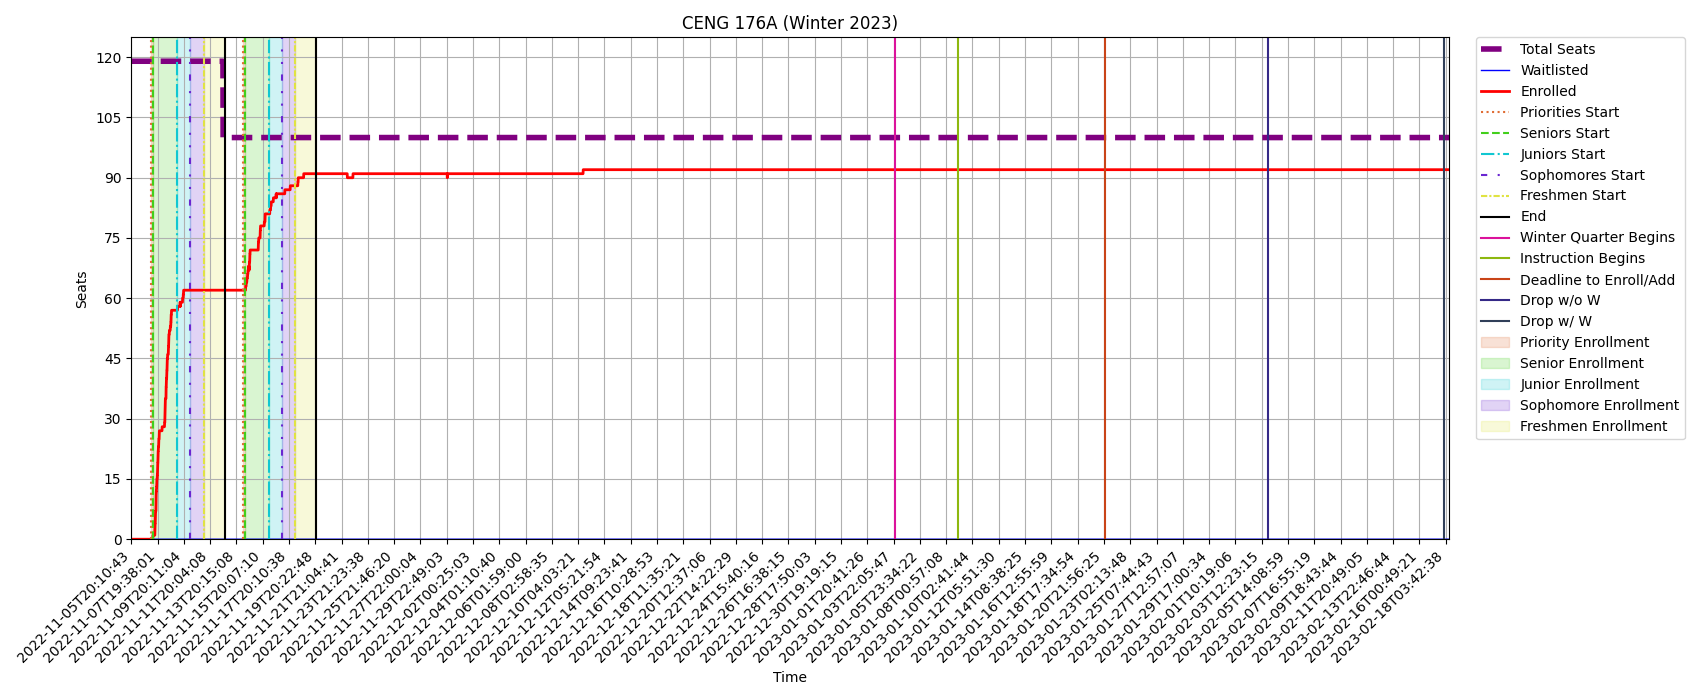 CENG 176A (Winter 2023)
Seats
120
105
90
75
60
45
30
15
0
2022-11-05T20:10:43
2022-11-07T19:38:01
2022-11-09T20:11:04
2022-11-11T20:04:08
2022-11-13T20:15:08
2022-11-15T20:07:10
2022-11-17T20:10:38
2022-11-19T20:22:48
2022-11-21T21:04:41
2022-11-23T21:23:38
2022-11-25T21:46:20
2022-11-27T22:00:04
2022-11-29T22:49:03
2022-12-02T00:25:03
2022-12-04T01:10:40
2022-12-06T01:59:00
2022-12-08T02:58:35
2022-12-10T04:03:21
2022-12-12T05:21:54
2022-12-14T09:23:41
2022-12-16T10:28:53
2022-12-18T11:35:21
2022-12-20T12:37:06
2022-12-22T14:22:29
2022-12-24T15:40:16
2022-12-26T16:38:15
2022-12-28T17:50:03
2022-12-30T19:19:15
2023-01-01T20:41:26
2023-01-03T22:05:47
2023-01-05T23:34:22
2023-01-08T00:57:08
2023-01-10T02:41:44
2023-01-12T05:51:30
2023-01-14T08:38:25
2023-01-16T12:55:59
2023-01-18T17:34:54
2023-01-20T21:56:25
2023-01-23T02:13:48
2023-01-25T07:44:43
2023-01-27T12:57:07
2023-01-29T17:00:34
2023-02-01T10:19:06
2023-02-03T12:23:15
2023-02-05T14:08:59
2023-02-07T16:55:19
2023-02-09T18:43:44
2023-02-11T20:49:05
2023-02-13T22:46:44
2023-02-16T00:49:21
2023-02-18T03:42:38
Time
Total Seats
Waitlisted
Enrolled
Priorities Start
Seniors Start
Juniors Start
Sophomores Start
Freshmen Start
End
Winter Quarter Begins
Instruction Begins
Deadline to Enroll/Add
Drop w/o W
Drop w/ W
Priority Enrollment
Senior Enrollment
Junior Enrollment
Sophomore Enrollment
Freshmen Enrollment